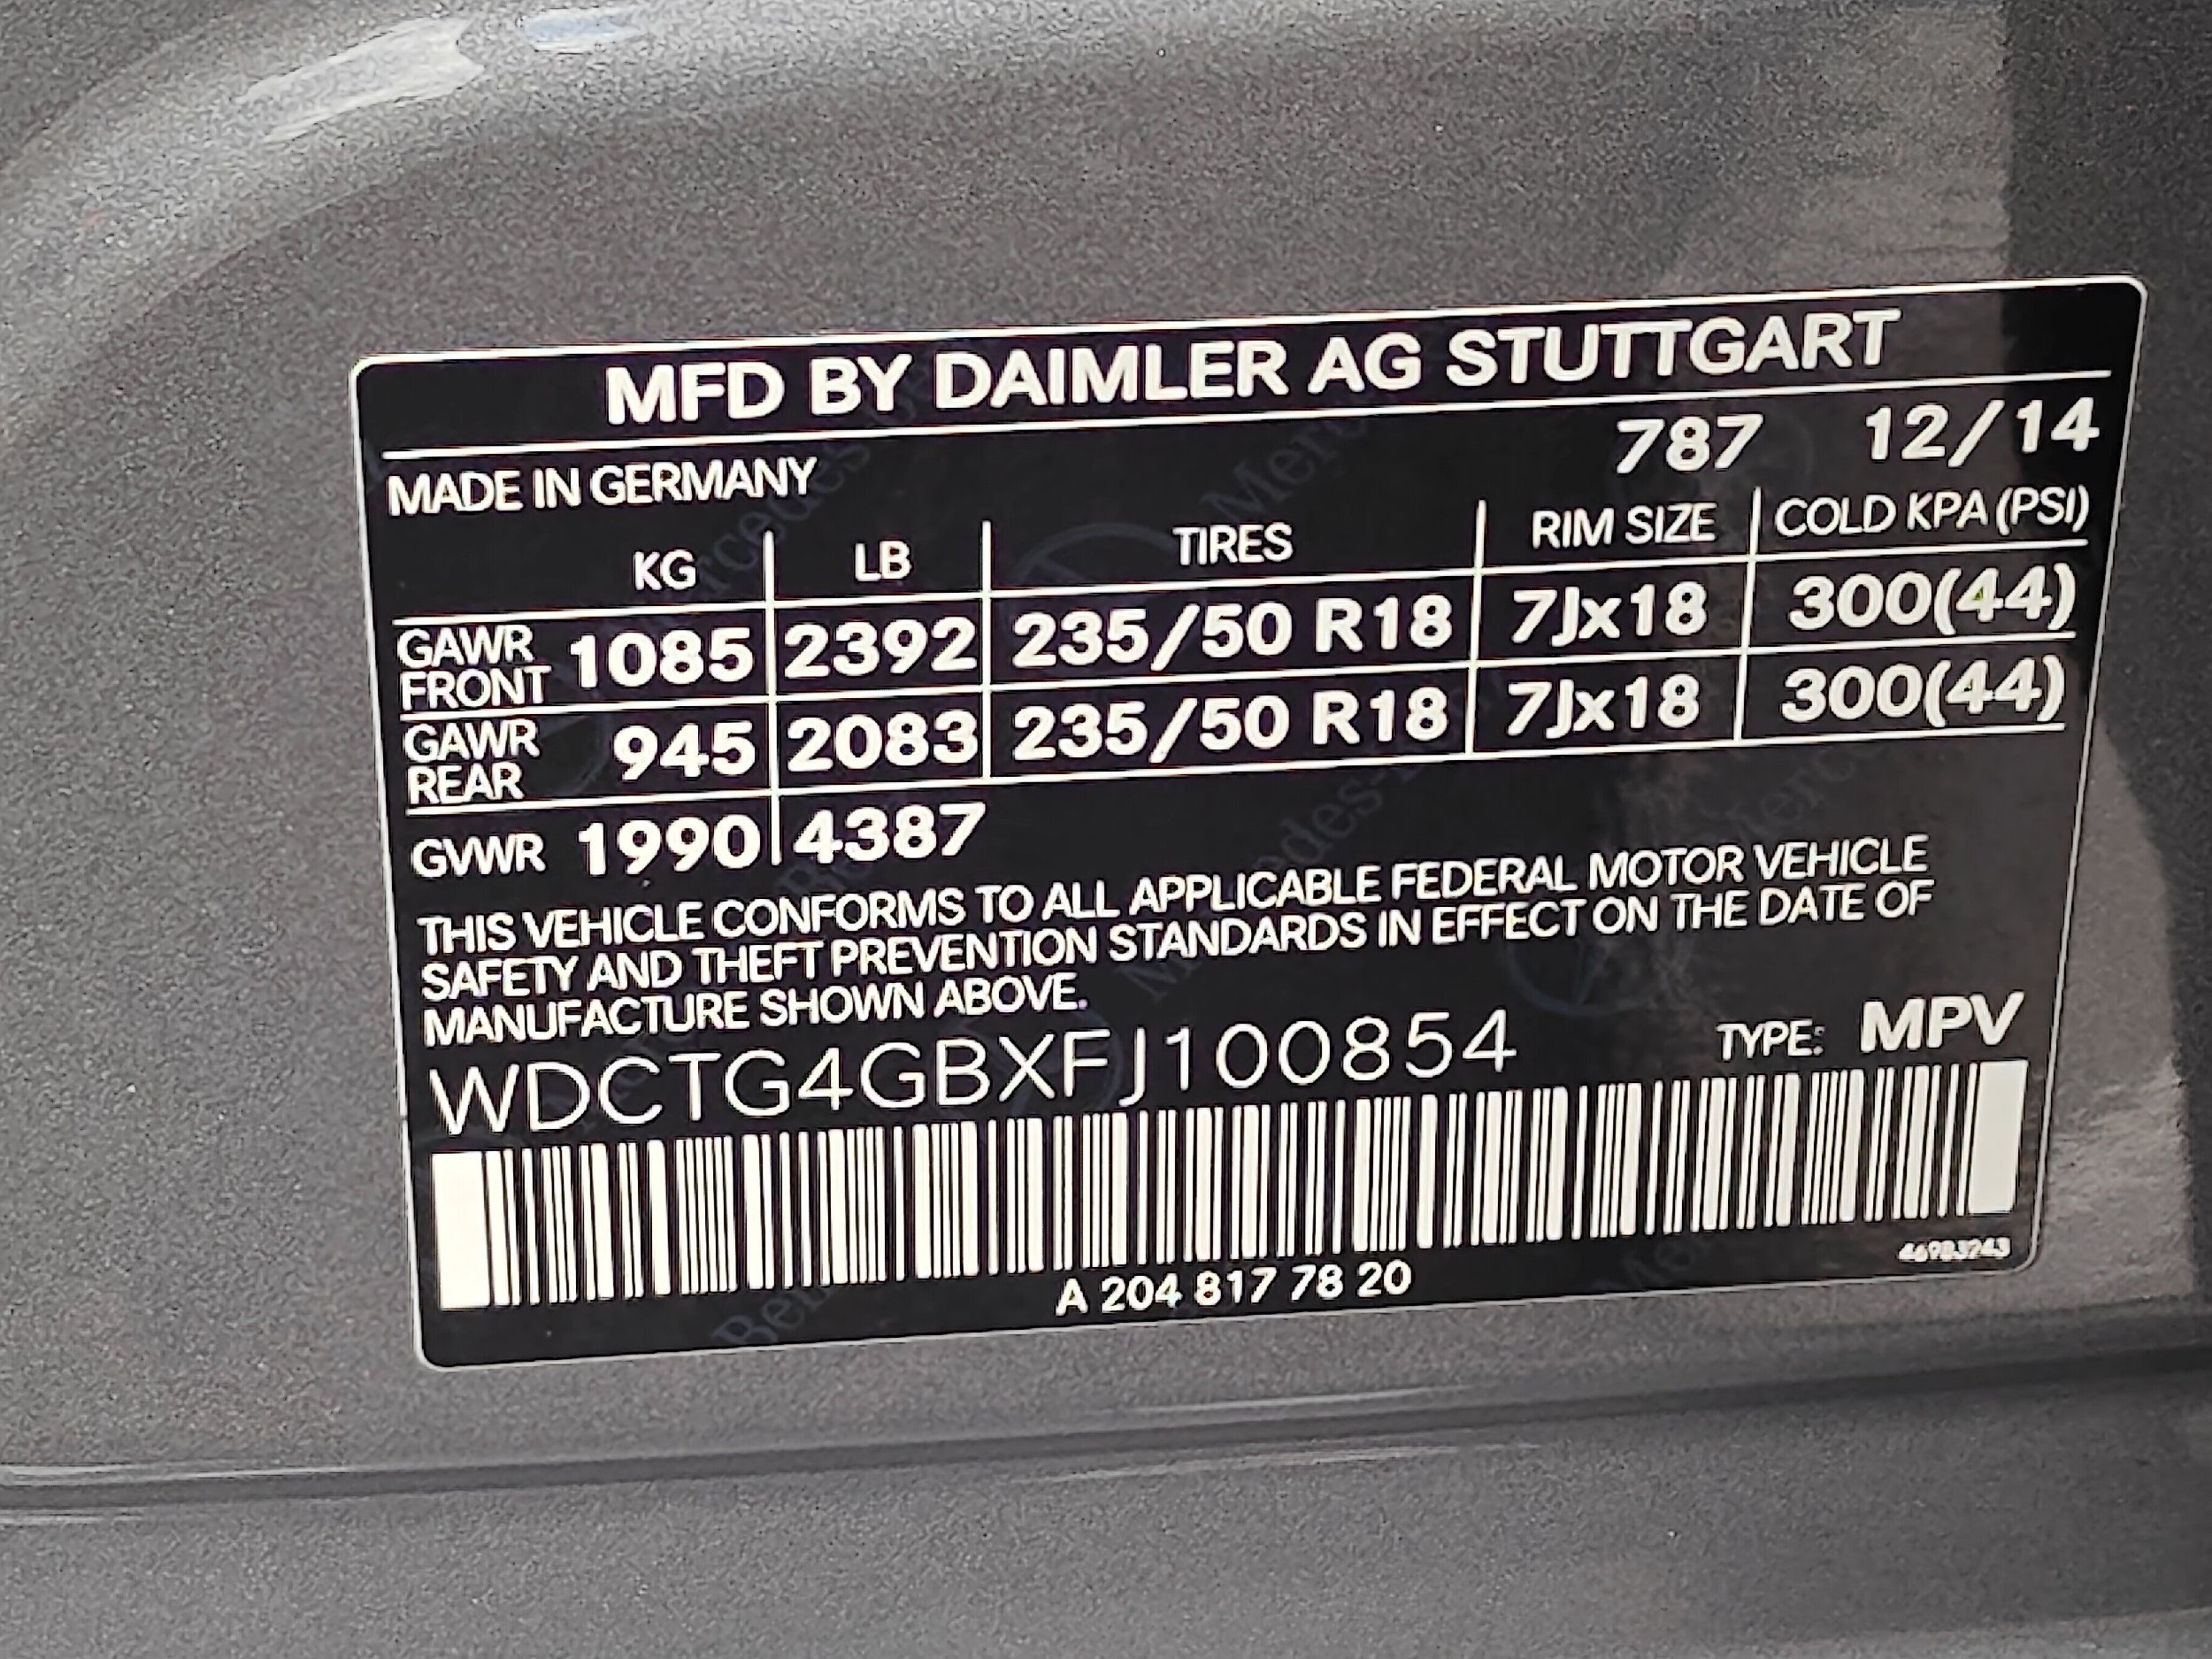 MFD BY DAIMLER AG STUTTGART
MADE IN GERMANY 787 12/14
KG LB TIRES RIM SIZE COLD KPA (PSI)
GAWR FRONT 1085 2392 235/50 R18 7Jx18 300(44)
GAWR REAR 945 2083 235/50 R18 7Jx18 300(44)
GVWR 1990 4387
THIS VEHICLE CONFORMS TO ALL APPLICABLE FEDERAL MOTOR VEHICLE
SAFETY AND THEFT PREVENTION STANDARDS IN EFFECT ON THE DATE OF
MANUFACTURE SHOWN ABOVE.
WDCTG4GBXFJ100854 TYPE: MPV
A 204 817 78 20